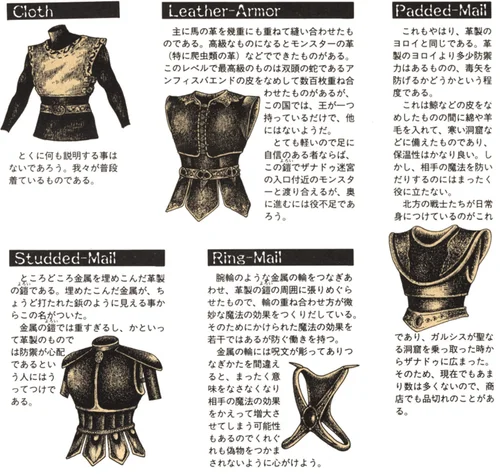 Cloth
とくに何も説明する事は
ないであろう。我々が普段
着ているものである。
Leather-Armor
主に馬の革を幾重にも重ねて縫い合わせたも
のである。高級なものになるとモンスターの革
(特に爬虫類の革)などでできたものがある。
このレベルで最高級のものは双頭の蛇であるアン
フィスバエンドの皮をなめして数百枚重ね合
わせたものがあるが、
この国では、王が一つ
持っているだけで、他
にはないようだ。
とても軽いので足に
自信のある者ならば、
この鎧でザナドゥ迷宮
の入口付近のモンスタ
ーと渡り合えるが、奥
に進むには役不足であ
ろう。
Padded-Mail
これもやはり、革製の
ヨロイと同じである。革
製のヨロイより多少防禦
力はあるものの、毒矢を
防げるかどうかという程
度である。
これは鯨などの皮をな
めしたものの間に綿や羊
毛を入れて、寒い洞窟な
どに備えたものであり、
保温性はかなり良い。し
かし、相手の魔法を防い
だりするのにはまったく
役に立たない。
北方の戦士たちが日常
身につけているのがこれ
であり、ガルシスが聖な
る洞窟を乗っ取った時か
らザナドゥに広まった。
そのため、現在でもあま
り数は多くないので、商
店でも品切れのことがあ
る。
Studded-Mail
ところどころ金属を埋めこんだ革製
の鎧である。埋めたこんだ金属が、ち
ょうど打たれた鋲のように見える事か
らこの名がついた。
金属の鎧では重すぎるし、かといっ
て革製のもので
は防禦が心配
であるとい
う人にはう
ってつけで
ある。
Ring-Mail
腕輪のような金属の輪をつなぎあ
わせ、革製の鎧の周囲に張りめぐら
せたもので、輪の重ね合わせ方が微
妙な魔法の効果をつくりだしている。
そのためにかけられた魔法の効果を
若干ではあるが防ぐ働きを持つ。
金属の輪には呪文が彫ってありつ
なぎかたを間違え
ると、まったく意
味をなさなくなり
相手の魔法の効果
をかえって増大さ
せてしまう可能性
もあるのでくれぐ
れも偽物をつかま
されないように心がけよう。